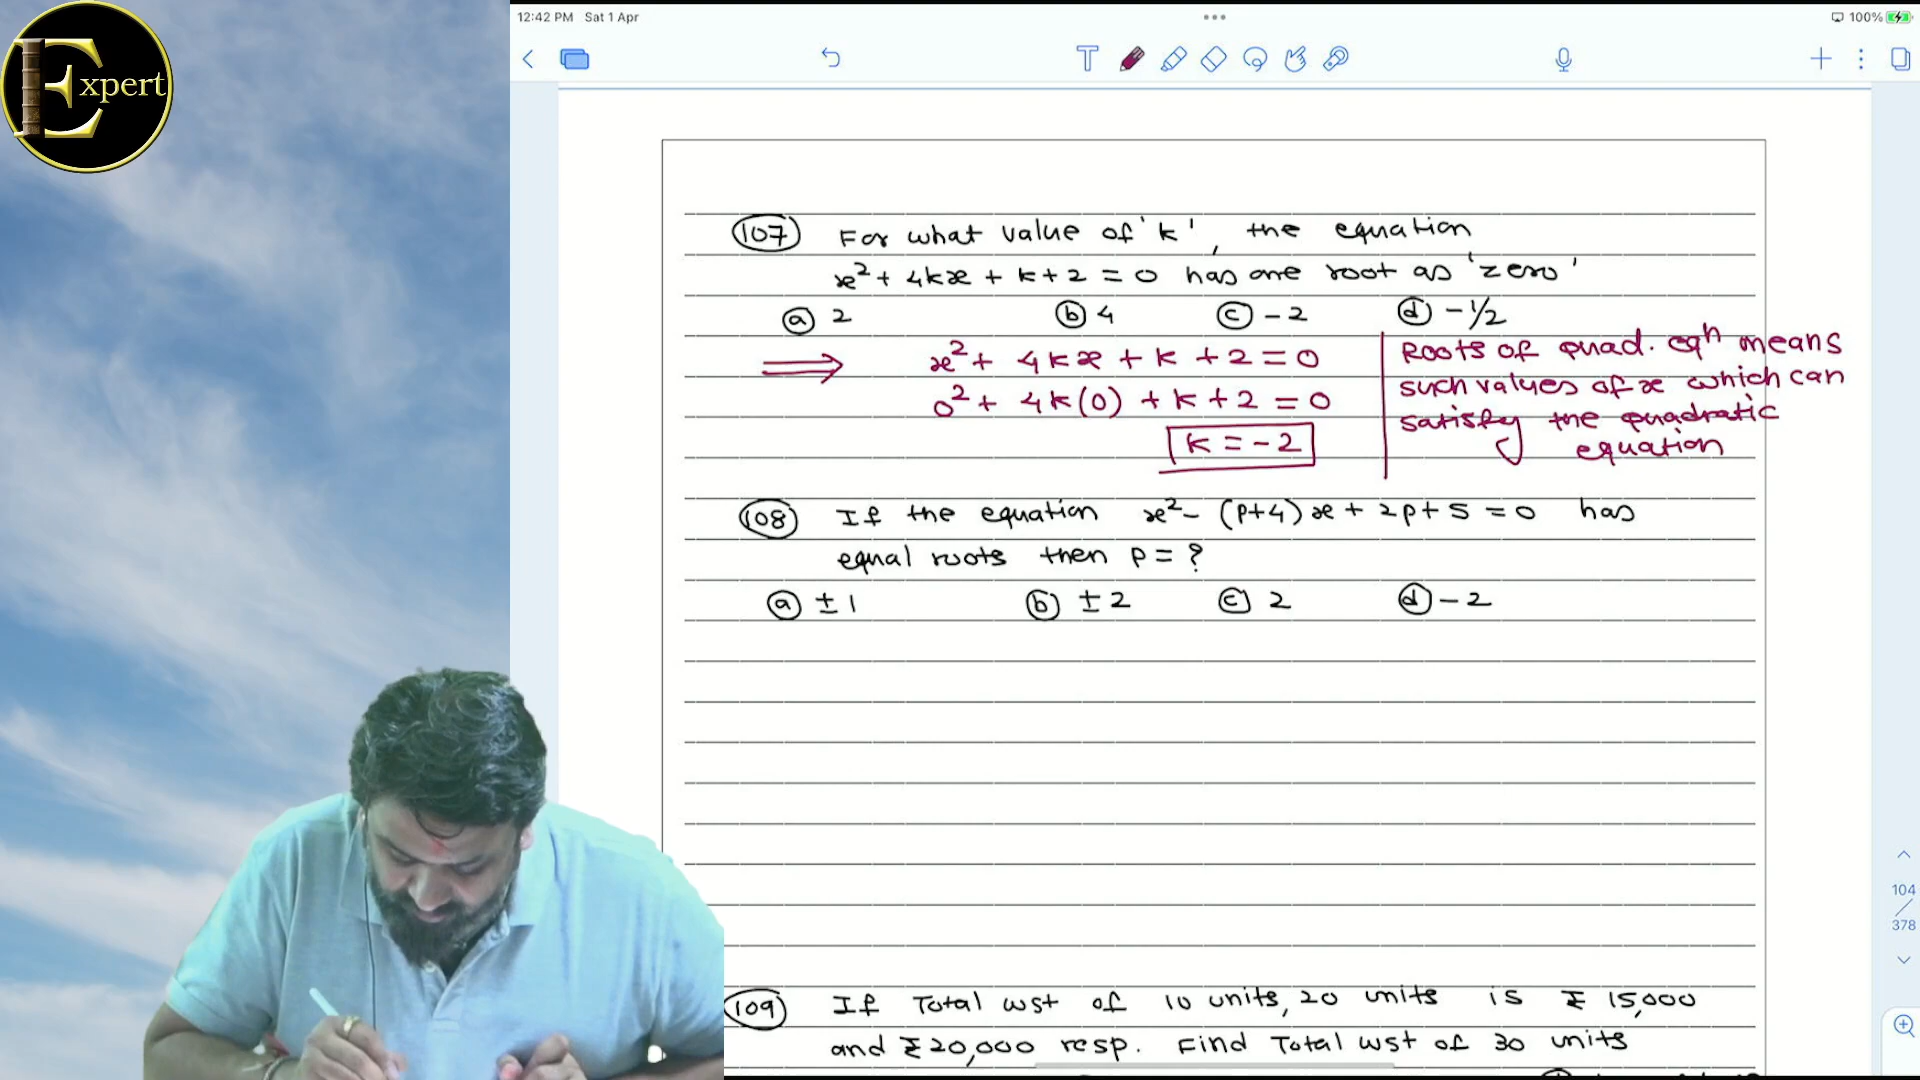 Expert
12:42 PM Sat 1 Apr
100%
T
107 For what value of 'k', the equation
x² + 4kx + k + 2 = 0 has one root as 'zero'
a 2 b 4 c -2 d -1/2
x² + 4kx + k + 2 = 0
0² + 4k(0) + k + 2 = 0
k = -2
Roots of quad. eqn means
such values of x which can
satisfy the quadratic
equation
108 If the equation x² - (p+4)x + 2p + 5 = 0 has
equal roots then p = ?
a ±1 b ±2 c 2 d -2
104
378
109 If Total cost of 10 units, 20 units is ₹ 15,000
and ₹20,000 resp. Find Total cost of 30 units